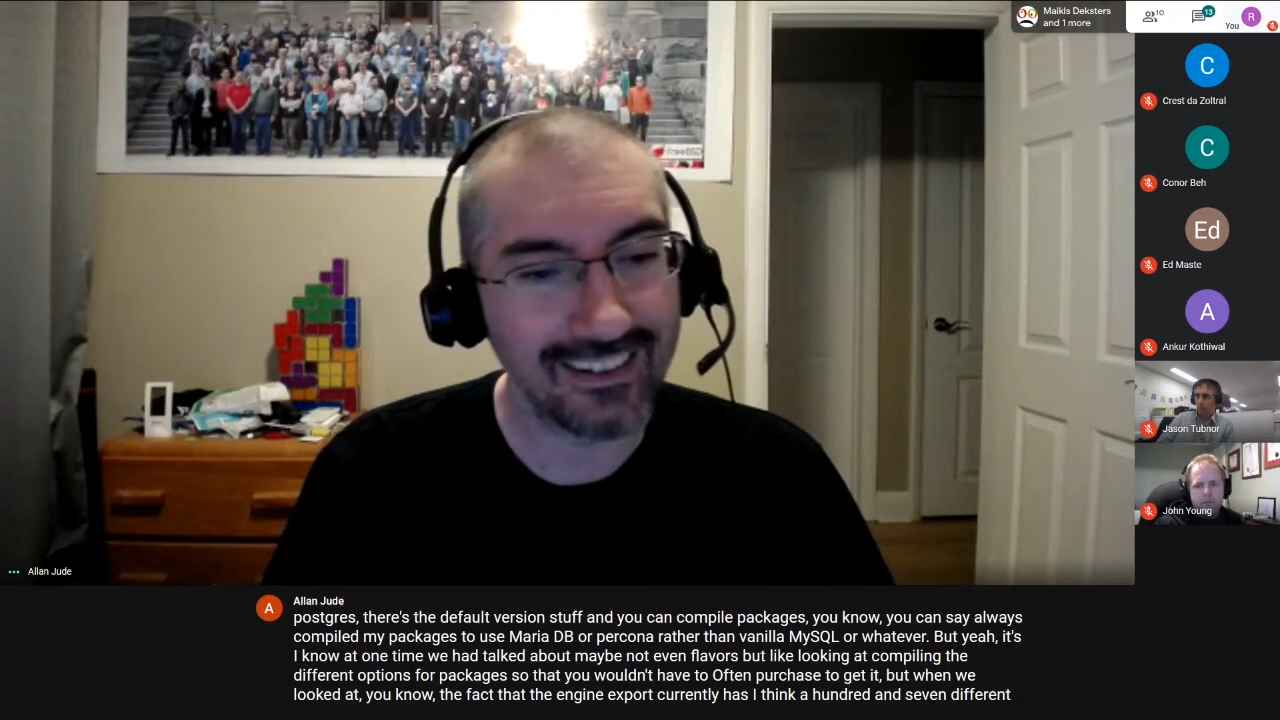 Maikls Deksters
and 1 more
10
13
You
R
C
Crest da Zoltral
C
Conor Beh
Ed
Ed Maste
A
Ankur Kothiwal
Jason Tubnor
John Young
freeBSD
Allan Jude
A
Allan Jude
postgres, there's the default version stuff and you can compile packages, you know, you can say always
compiled my packages to use Maria DB or percona rather than vanilla MySQL or whatever. But yeah, it's
I know at one time we had talked about maybe not even flavors but like looking at compiling the
different options for packages so that you wouldn't have to Often purchase to get it, but when we
looked at, you know, the fact that the engine export currently has I think a hundred and seven different